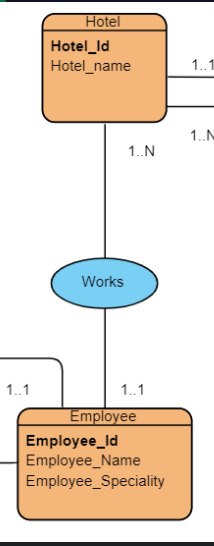 Hotel
Hotel_Id
Hotel_name
1..1
1..N
1..N
Works
1..1
1..1
Employee
Employee_Id
Employee_Name
Employee_Speciality